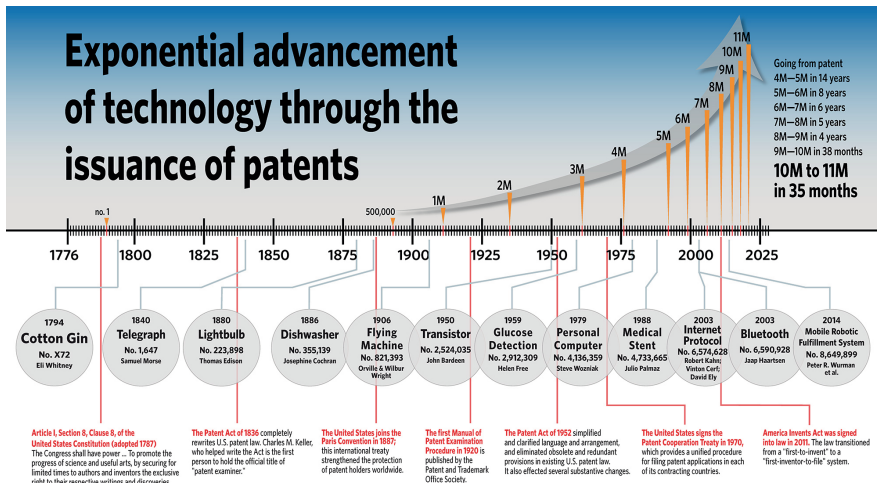 Exponential advancement
of technology through the
issuance of patents
no. 1
500,000
1M
2M
3M
4M
5M
6M
7M
8M
9M
10M
11M
Going from patent
4M—5M in 14 years
5M—6M in 8 years
6M—7M in 6 years
7M—8M in 5 years
8M—9M in 4 years
9M—10M in 38 months
10M to 11M
in 35 months
1776
1800
1825
1850
1875
1900
1925
1950
1975
2000
2025
1794
Cotton Gin
No. X72
Eli Whitney
1840
Telegraph
No. 1,647
Samuel Morse
1880
Lightbulb
No. 223,898
Thomas Edison
1886
Dishwasher
No. 355,139
Josephine Cochran
1906
Flying
Machine
No. 821,393
Orville & Wilbur
Wright
1950
Transistor
No. 2,524,035
John Bardeen
1959
Glucose
Detection
No. 2,912,309
Helen Free
1979
Personal
Computer
No. 4,136,359
Steve Wozniak
1988
Medical
Stent
No. 4,733,665
Julio Palmaz
2003
Internet
Protocol
No. 6,574,628
Robert Kahn;
Vinton Cerf;
David Ely
2003
Bluetooth
No. 6,590,928
Jaap Haartsen
2014
Mobile Robotic
Fulfillment System
No. 8,649,899
Peter R. Wurman
et al.
Article I, Section 8, Clause 8, of the
United States Constitution (adopted 1787)
The Congress shall have power ... To promote the
progress of science and useful arts, by securing for
limited times to authors and inventors the exclusive
right to their respective writings and discoveries
The Patent Act of 1836 completely
rewrites U.S. patent law. Charles M. Keller,
who helped write the Act is the first
person to hold the official title of
"patent examiner."
The United States joins the
Paris Convention in 1887;
this international treaty
strengthened the protection
of patent holders worldwide.
The first Manual of
Patent Examination
Procedure in 1920 is
published by the
Patent and Trademark
Office Society.
The Patent Act of 1952 simplified
and clarified language and arrangement,
and eliminated obsolete and redundant
provisions in existing U.S. patent law.
It also effected several substantive changes.
The United States signs the
Patent Cooperation Treaty in 1970,
which provides a unified procedure
for filing patent applications in each
of its contracting countries.
America Invents Act was signed
into law in 2011. The law transitioned
from a "first-to-invent" to a
"first-inventor-to-file" system.